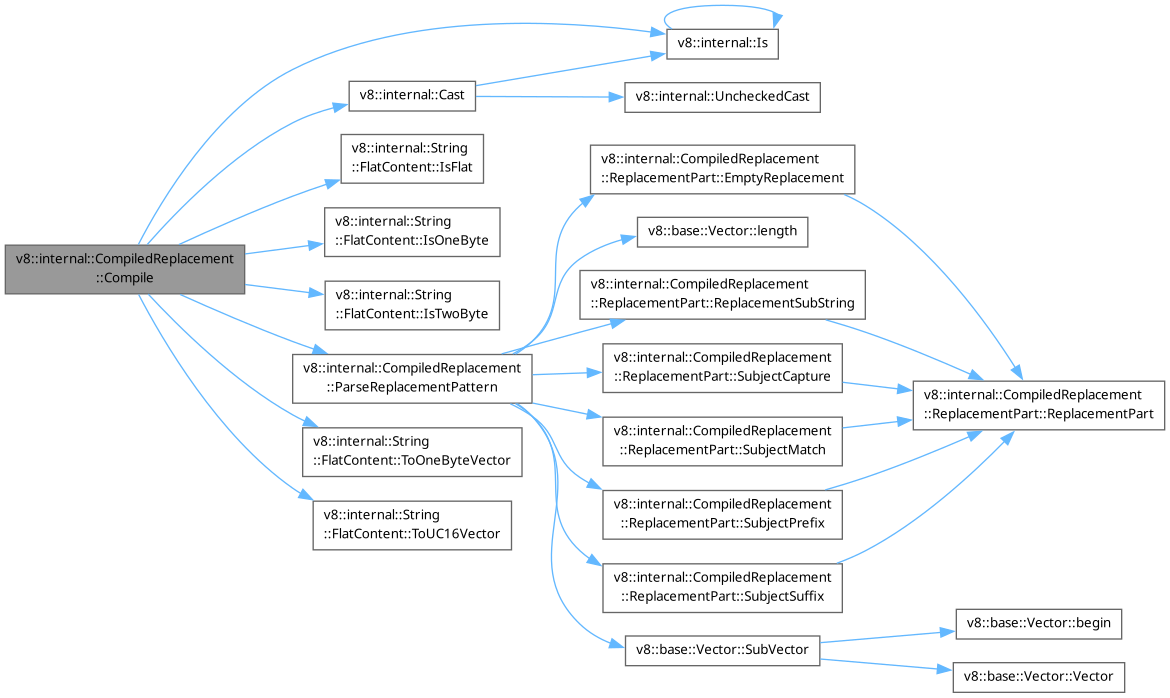 v8::internal::CompiledReplacement
::Compile
v8::internal::Is
v8::internal::Cast
v8::internal::UncheckedCast
v8::internal::String
::FlatContent::IsFlat
v8::internal::String
::FlatContent::IsOneByte
v8::internal::String
::FlatContent::IsTwoByte
v8::internal::CompiledReplacement
::ParseReplacementPattern
v8::internal::String
::FlatContent::ToOneByteVector
v8::internal::String
::FlatContent::ToUC16Vector
v8::internal::CompiledReplacement
::ReplacementPart::EmptyReplacement
v8::base::Vector::length
v8::internal::CompiledReplacement
::ReplacementPart::ReplacementSubString
v8::internal::CompiledReplacement
::ReplacementPart::SubjectCapture
v8::internal::CompiledReplacement
::ReplacementPart::SubjectMatch
v8::internal::CompiledReplacement
::ReplacementPart::SubjectPrefix
v8::internal::CompiledReplacement
::ReplacementPart::SubjectSuffix
v8::base::Vector::SubVector
v8::internal::CompiledReplacement
::ReplacementPart::ReplacementPart
v8::base::Vector::begin
v8::base::Vector::Vector